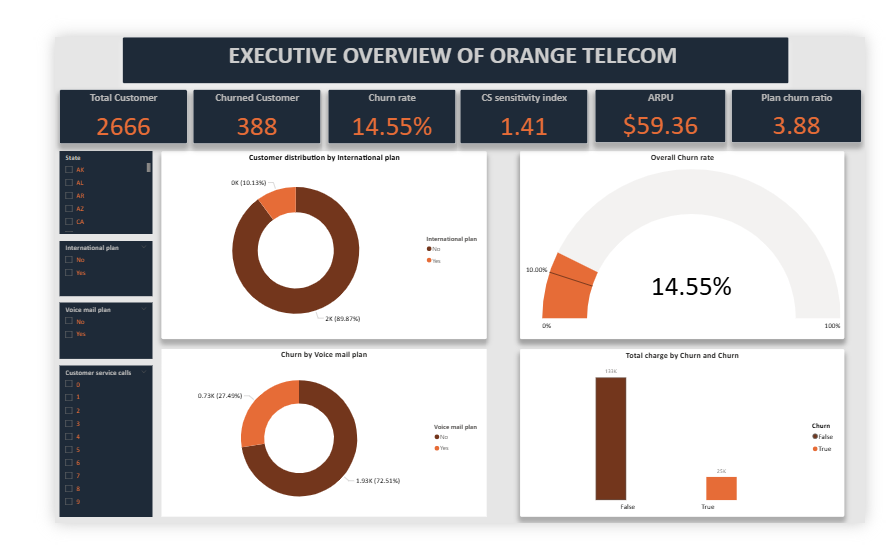 EXECUTIVE OVERVIEW OF ORANGE TELECOM
Total Customer
2666
Churned Customer
388
Churn rate
14.55%
CS sensitivity index
1.41
ARPU
$59.36
Plan churn ratio
3.88
State
AK
AL
AR
AZ
CA
International plan
No
Yes
Voice mail plan
No
Yes
Customer service calls
0
1
2
3
4
5
6
7
8
9
Customer distribution by International plan
0K (10.13%)
2K (89.87%)
International plan
No
Yes
Overall Churn rate
10.00%
14.55%
0%
100%
Churn by Voice mail plan
0.73K (27.49%)
1.93K (72.51%)
Voice mail plan
No
Yes
Total charge by Churn and Churn
133K
25K
False
True
Churn
False
True